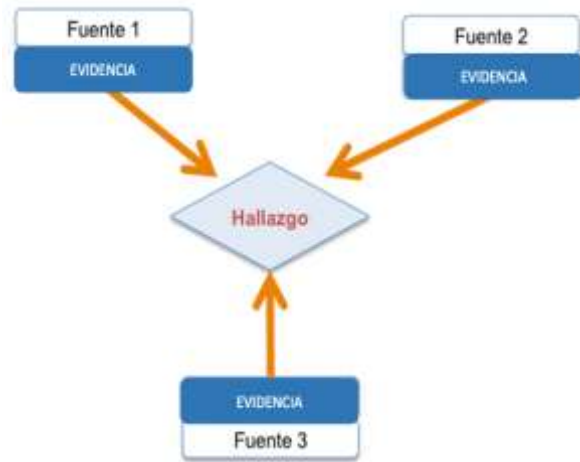 Fuente 1
EVIDENCIA
Fuente 2
EVIDENCIA
Hallazgo
EVIDENCIA
Fuente 3